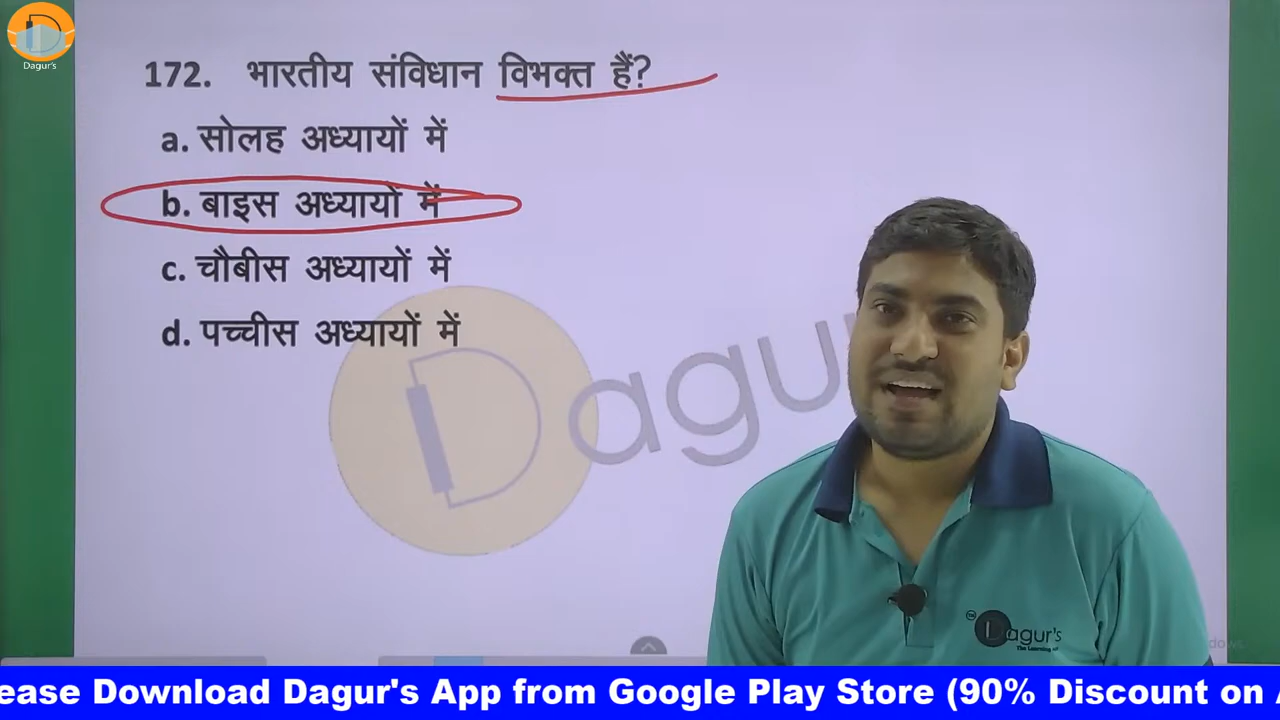 Dagur's
172. भारतीय संविधान विभक्त हैं?
a. सोलह अध्यायों में
b. बाइस अध्यायो में
c. चौबीस अध्यायों में
d. पच्चीस अध्यायों में
Dagur
Dagur's
ease Download Dagur's App from Google Play Store (90% Discount on